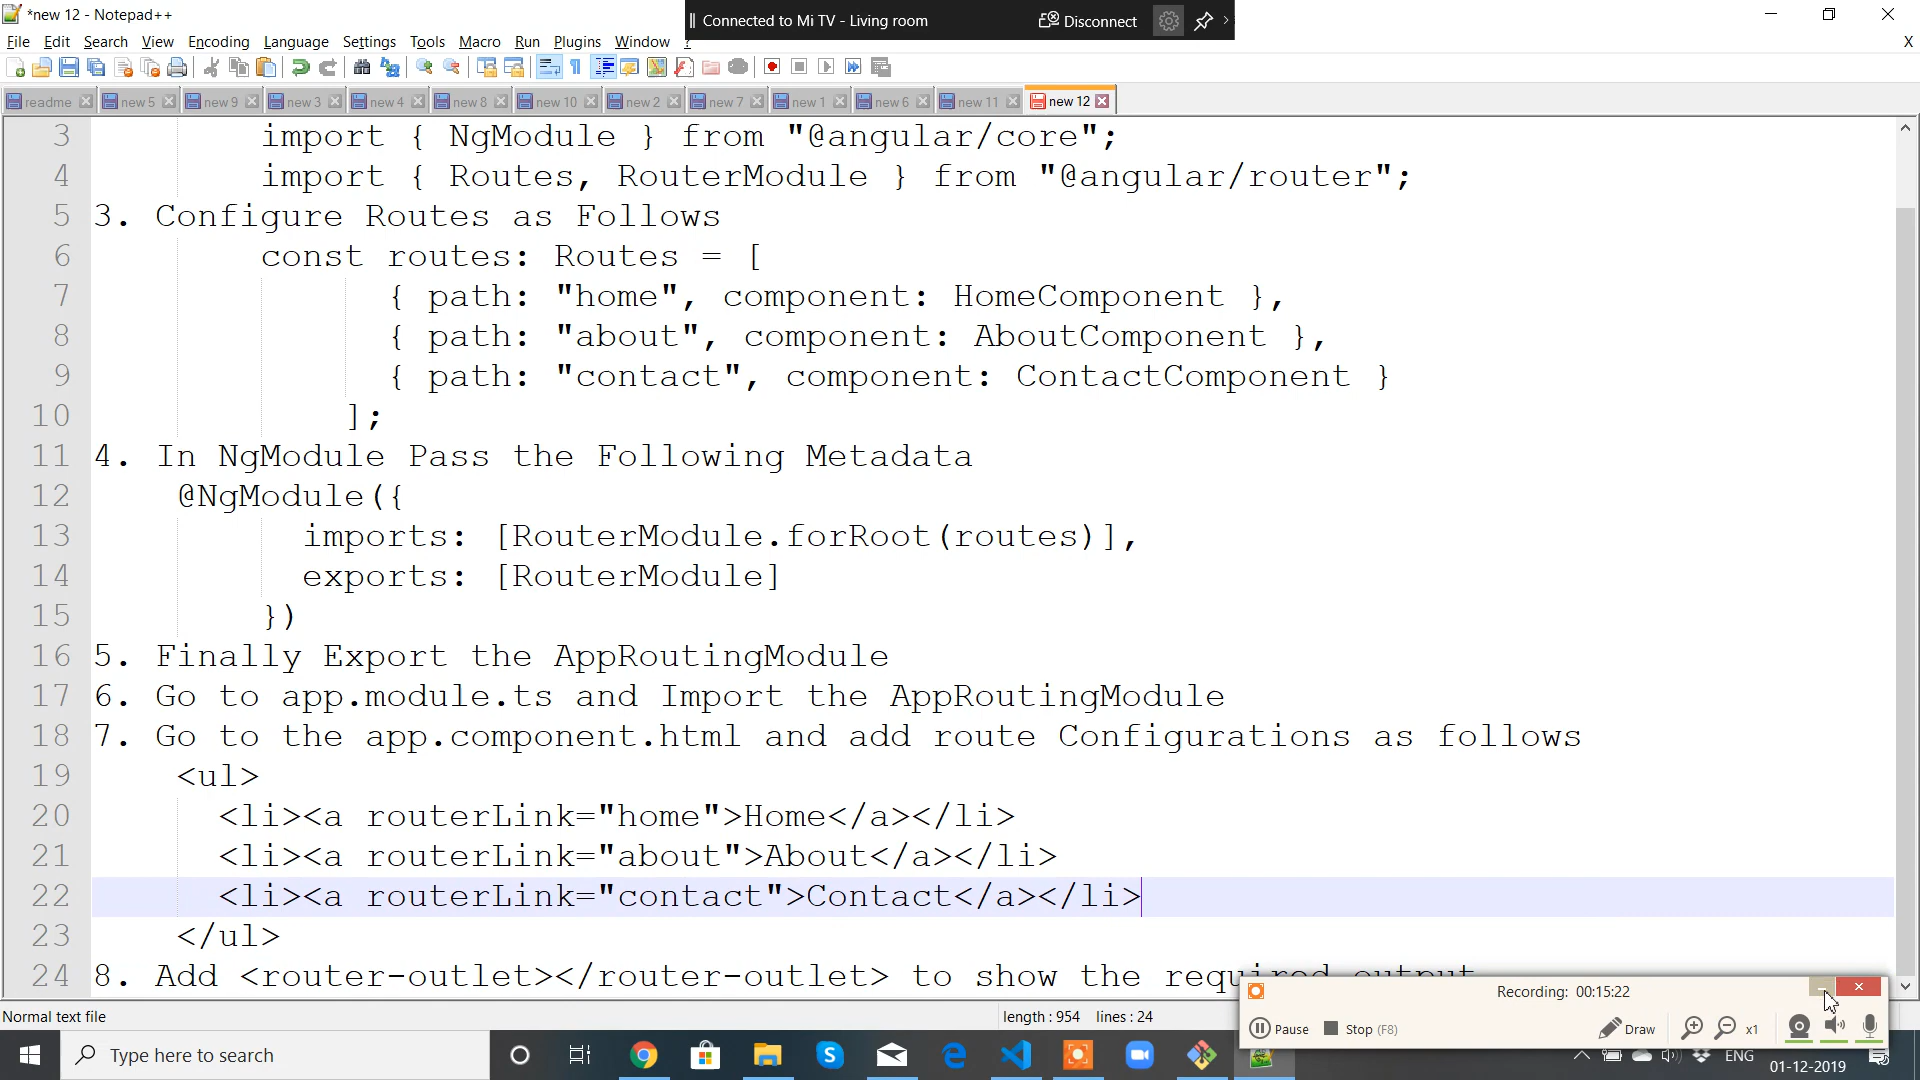 *new 12 - Notepad++
Connected to Mi TV - Living room
Disconnect
File Edit Search View Encoding Language Settings Tools Macro Run Plugins Window ?
X
readme new 5 new 9 new 3 new 4 new 8 new 10 new 2 new 7 new 1 new 6 new 11 new 12
3 import { NgModule } from "@angular/core";
4 import { Routes, RouterModule } from "@angular/router";
5 3. Configure Routes as Follows
6 const routes: Routes = [
7 { path: "home", component: HomeComponent },
8 { path: "about", component: AboutComponent },
9 { path: "contact", component: ContactComponent }
10 ];
11 4. In NgModule Pass the Following Metadata
12 @NgModule({
13 imports: [RouterModule.forRoot(routes)],
14 exports: [RouterModule]
15 })
16 5. Finally Export the AppRoutingModule
17 6. Go to app.module.ts and Import the AppRoutingModule
18 7. Go to the app.component.html and add route Configurations as follows
19 <ul>
20 <li><a routerLink="home">Home</a></li>
21 <li><a routerLink="about">About</a></li>
22 <li><a routerLink="contact">Contact</a></li>
23 </ul>
24 8. Add <router-outlet></router-outlet> to show the required output
Recording: 00:15:22
Pause Stop (F8) Draw x1
Normal text file length : 954 lines : 24
Type here to search
ENG
01-12-2019